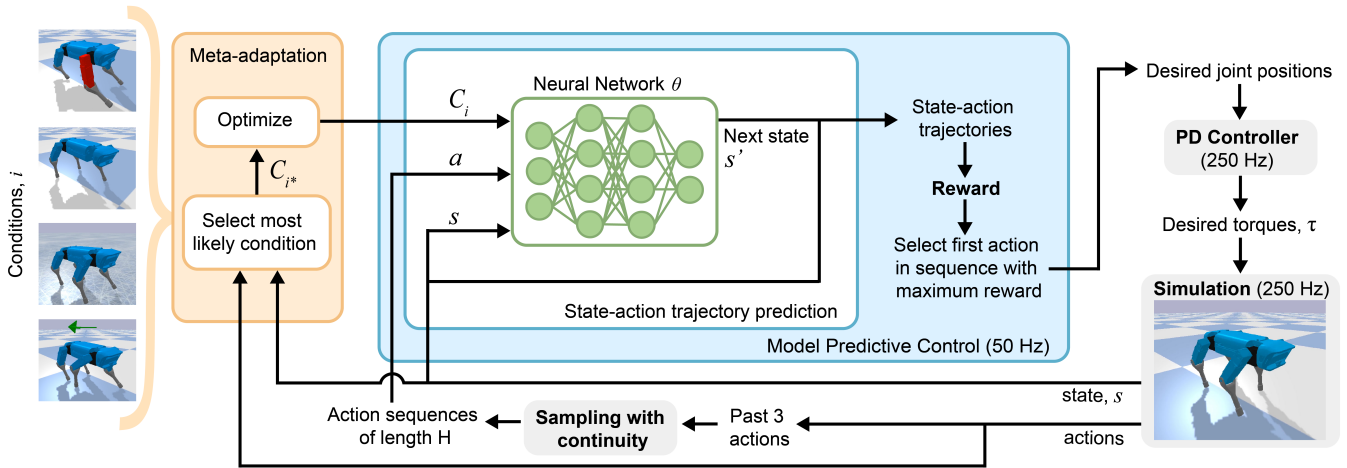 Conditions, i
Meta-adaptation
Optimize
C_i*
Select most
likely condition
Neural Network θ
C_i
a
s
Next state
s’
State-action trajectory prediction
Model Predictive Control (50 Hz)
State-action
trajectories
Reward
Select first action
in sequence with
maximum reward
Desired joint positions
PD Controller
(250 Hz)
Desired torques, τ
Simulation (250 Hz)
state, s
actions
Past 3
actions
Sampling with
continuity
Action sequences
of length H